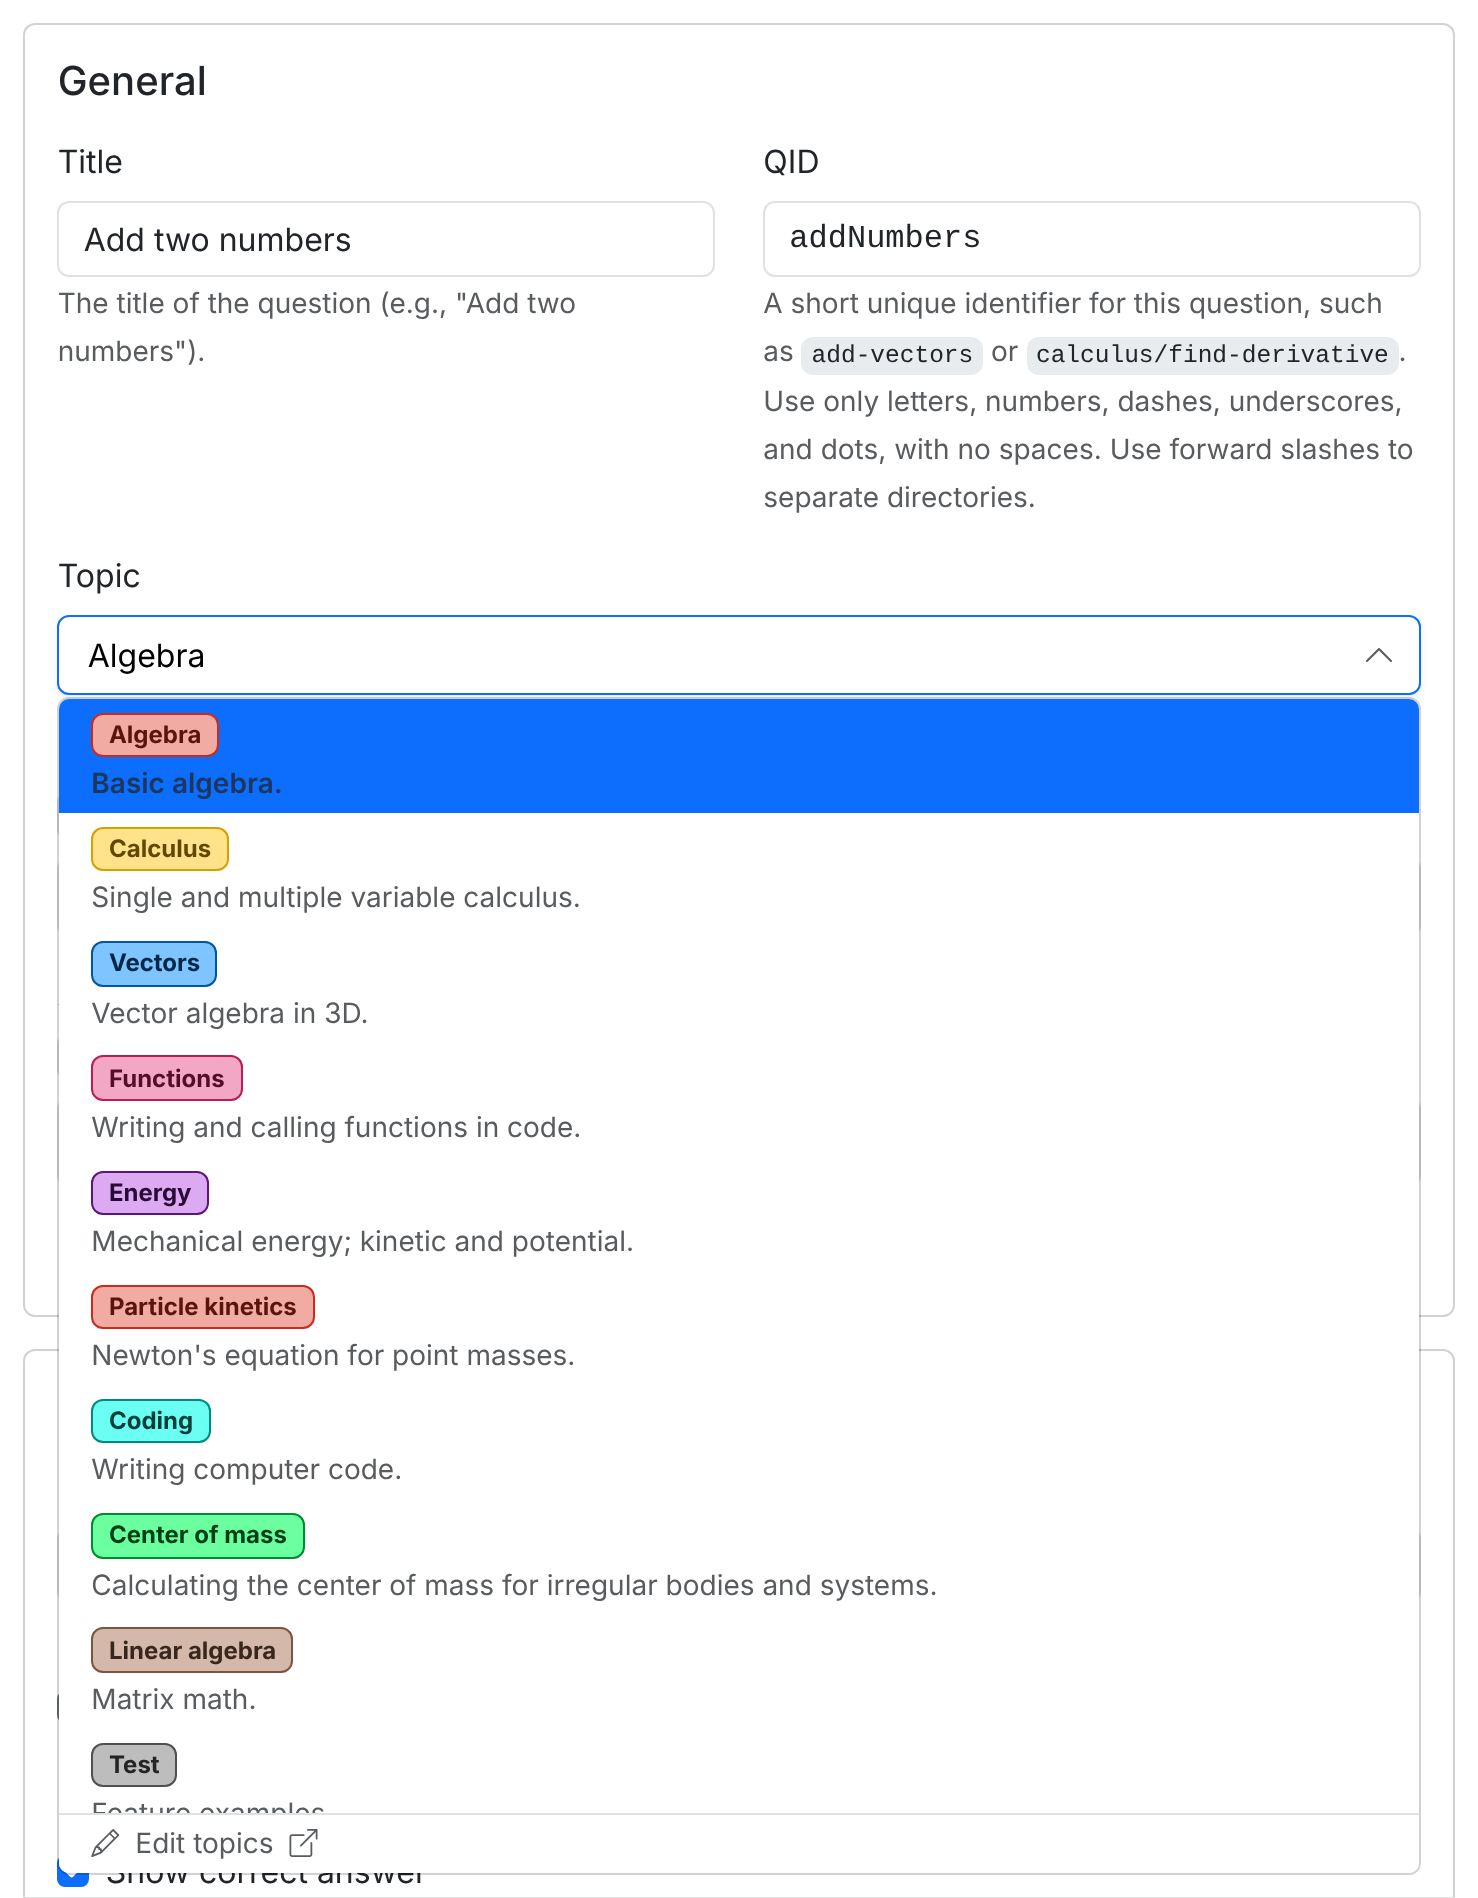 General
Title
QID
Add two numbers
addNumbers
The title of the question (e.g., "Add two
numbers").
A short unique identifier for this question, such
as add-vectors or calculus/find-derivative.
Use only letters, numbers, dashes, underscores,
and dots, with no spaces. Use forward slashes to
separate directories.
Topic
Algebra
Algebra
Basic algebra.
Calculus
Single and multiple variable calculus.
Vectors
Vector algebra in 3D.
Functions
Writing and calling functions in code.
Energy
Mechanical energy; kinetic and potential.
Particle kinetics
Newton's equation for point masses.
Coding
Writing computer code.
Center of mass
Calculating the center of mass for irregular bodies and systems.
Linear algebra
Matrix math.
Test
Feature examples
Edit topics
Show correct answer